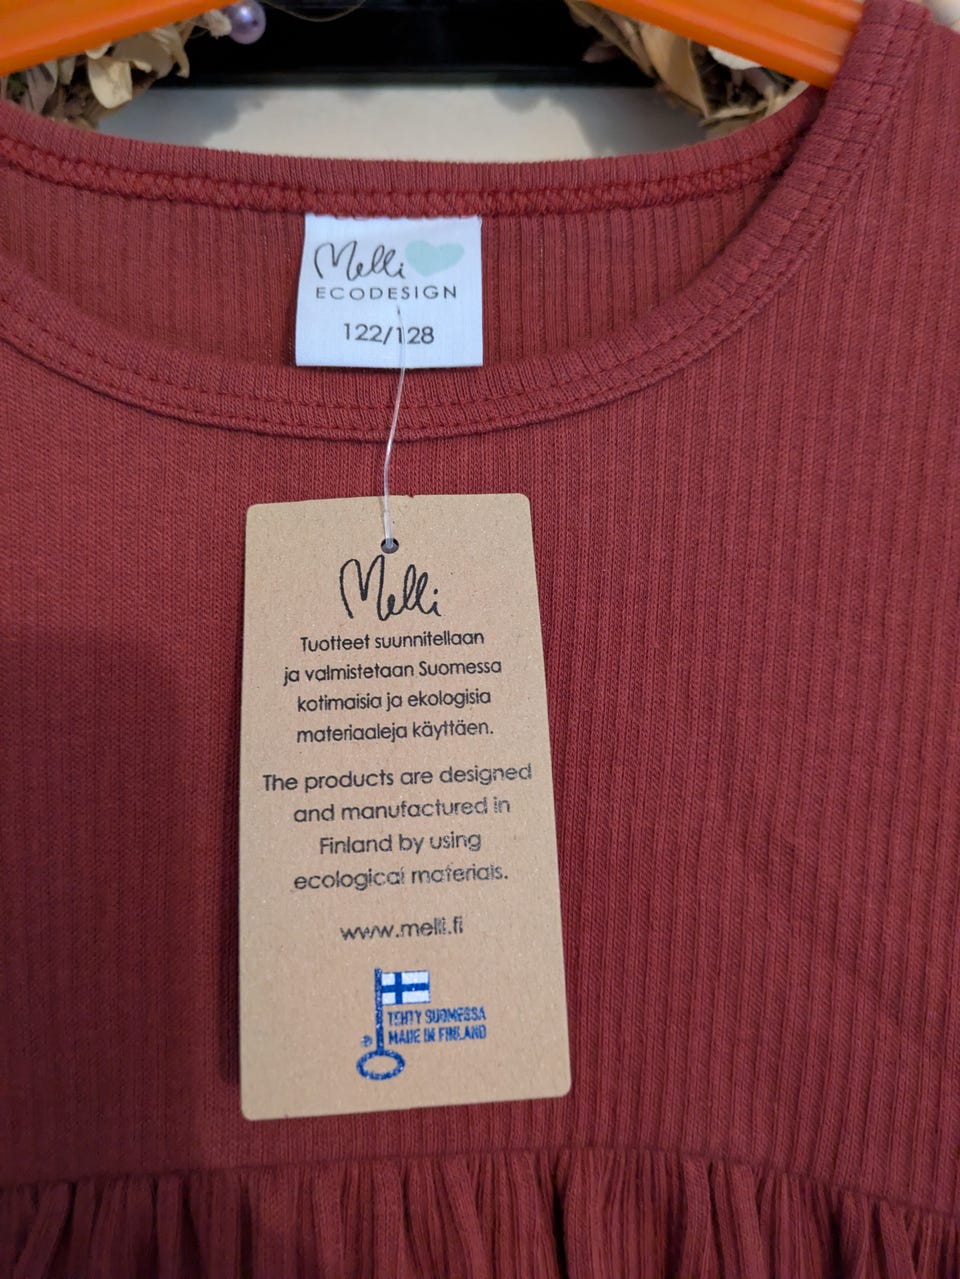 Melli
ECODESIGN
122/128
Melli
Tuotteet suunnitellaan
ja valmistetaan Suomessa
kotimaisia ja ekologisia
materiaaleja käyttäen.
The products are designed
and manufactured in
Finland by using
ecological materials.
www.melli.fi
TEHTY SUOMESSA
® MADE IN FINLAND